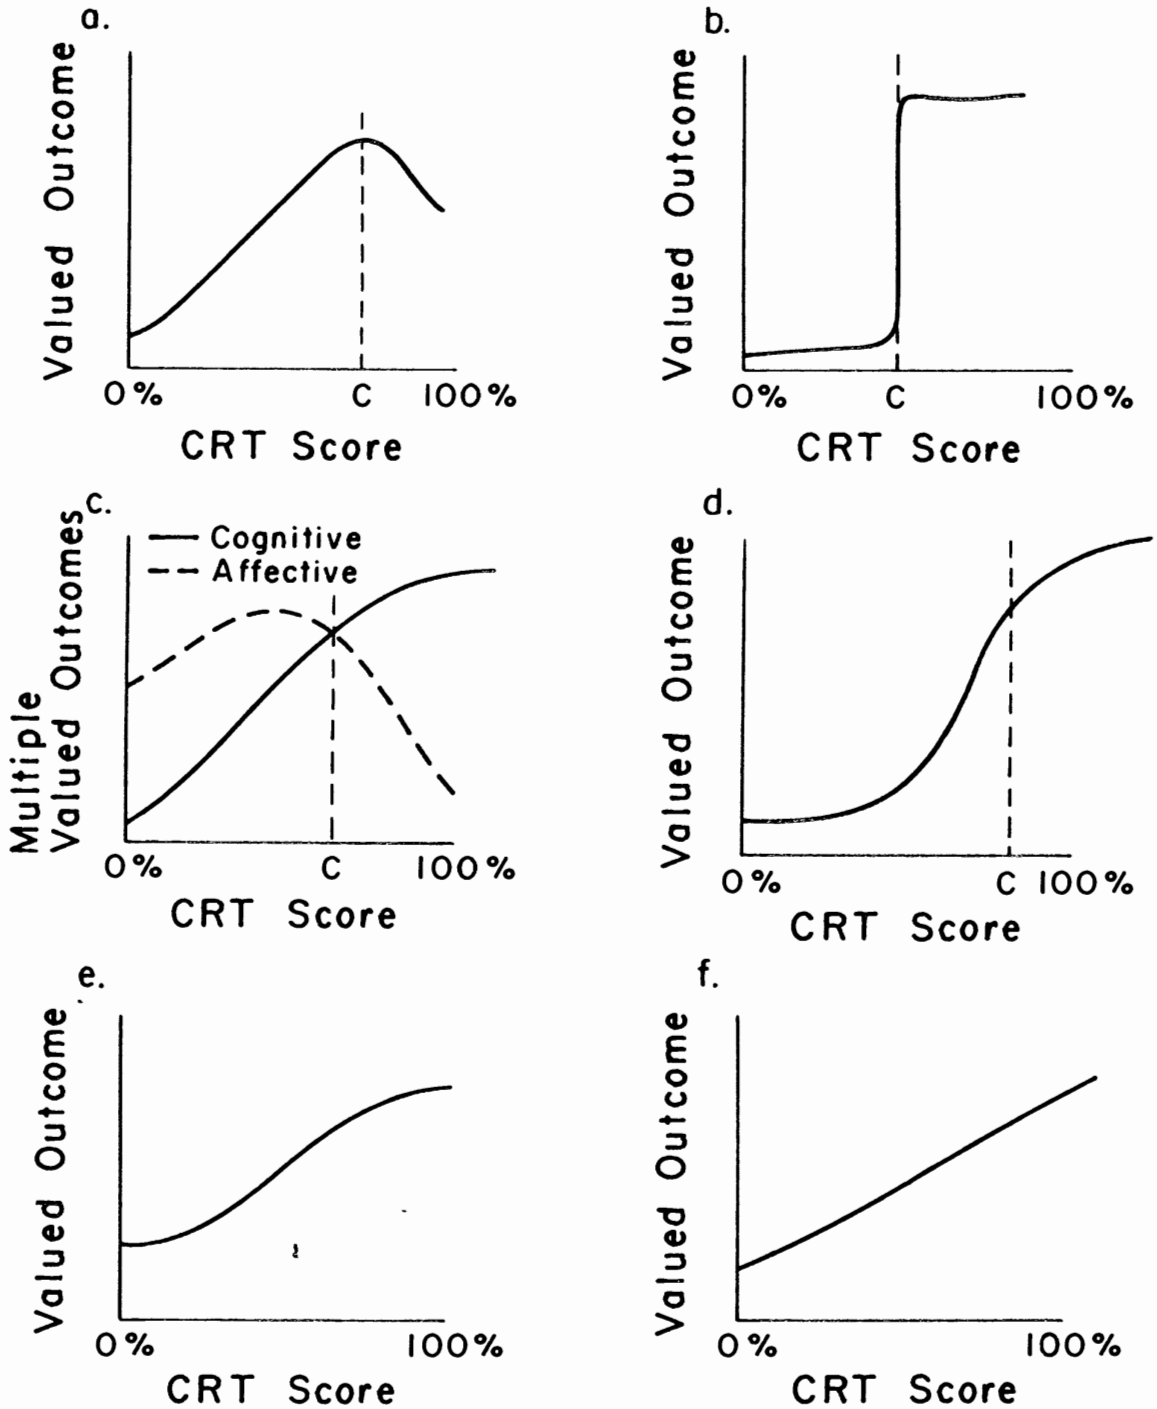 a.
Valued Outcome
0% C 100%
CRT Score
b.
Valued Outcome
0% C 100%
CRT Score
c.
Multiple
Valued Outcomes
Cognitive
Affective
0% C 100%
CRT Score
d.
Valued Outcome
0% C 100%
CRT Score
e.
Valued Outcome
0% 100%
CRT Score
f.
Valued Outcome
0% 100%
CRT Score